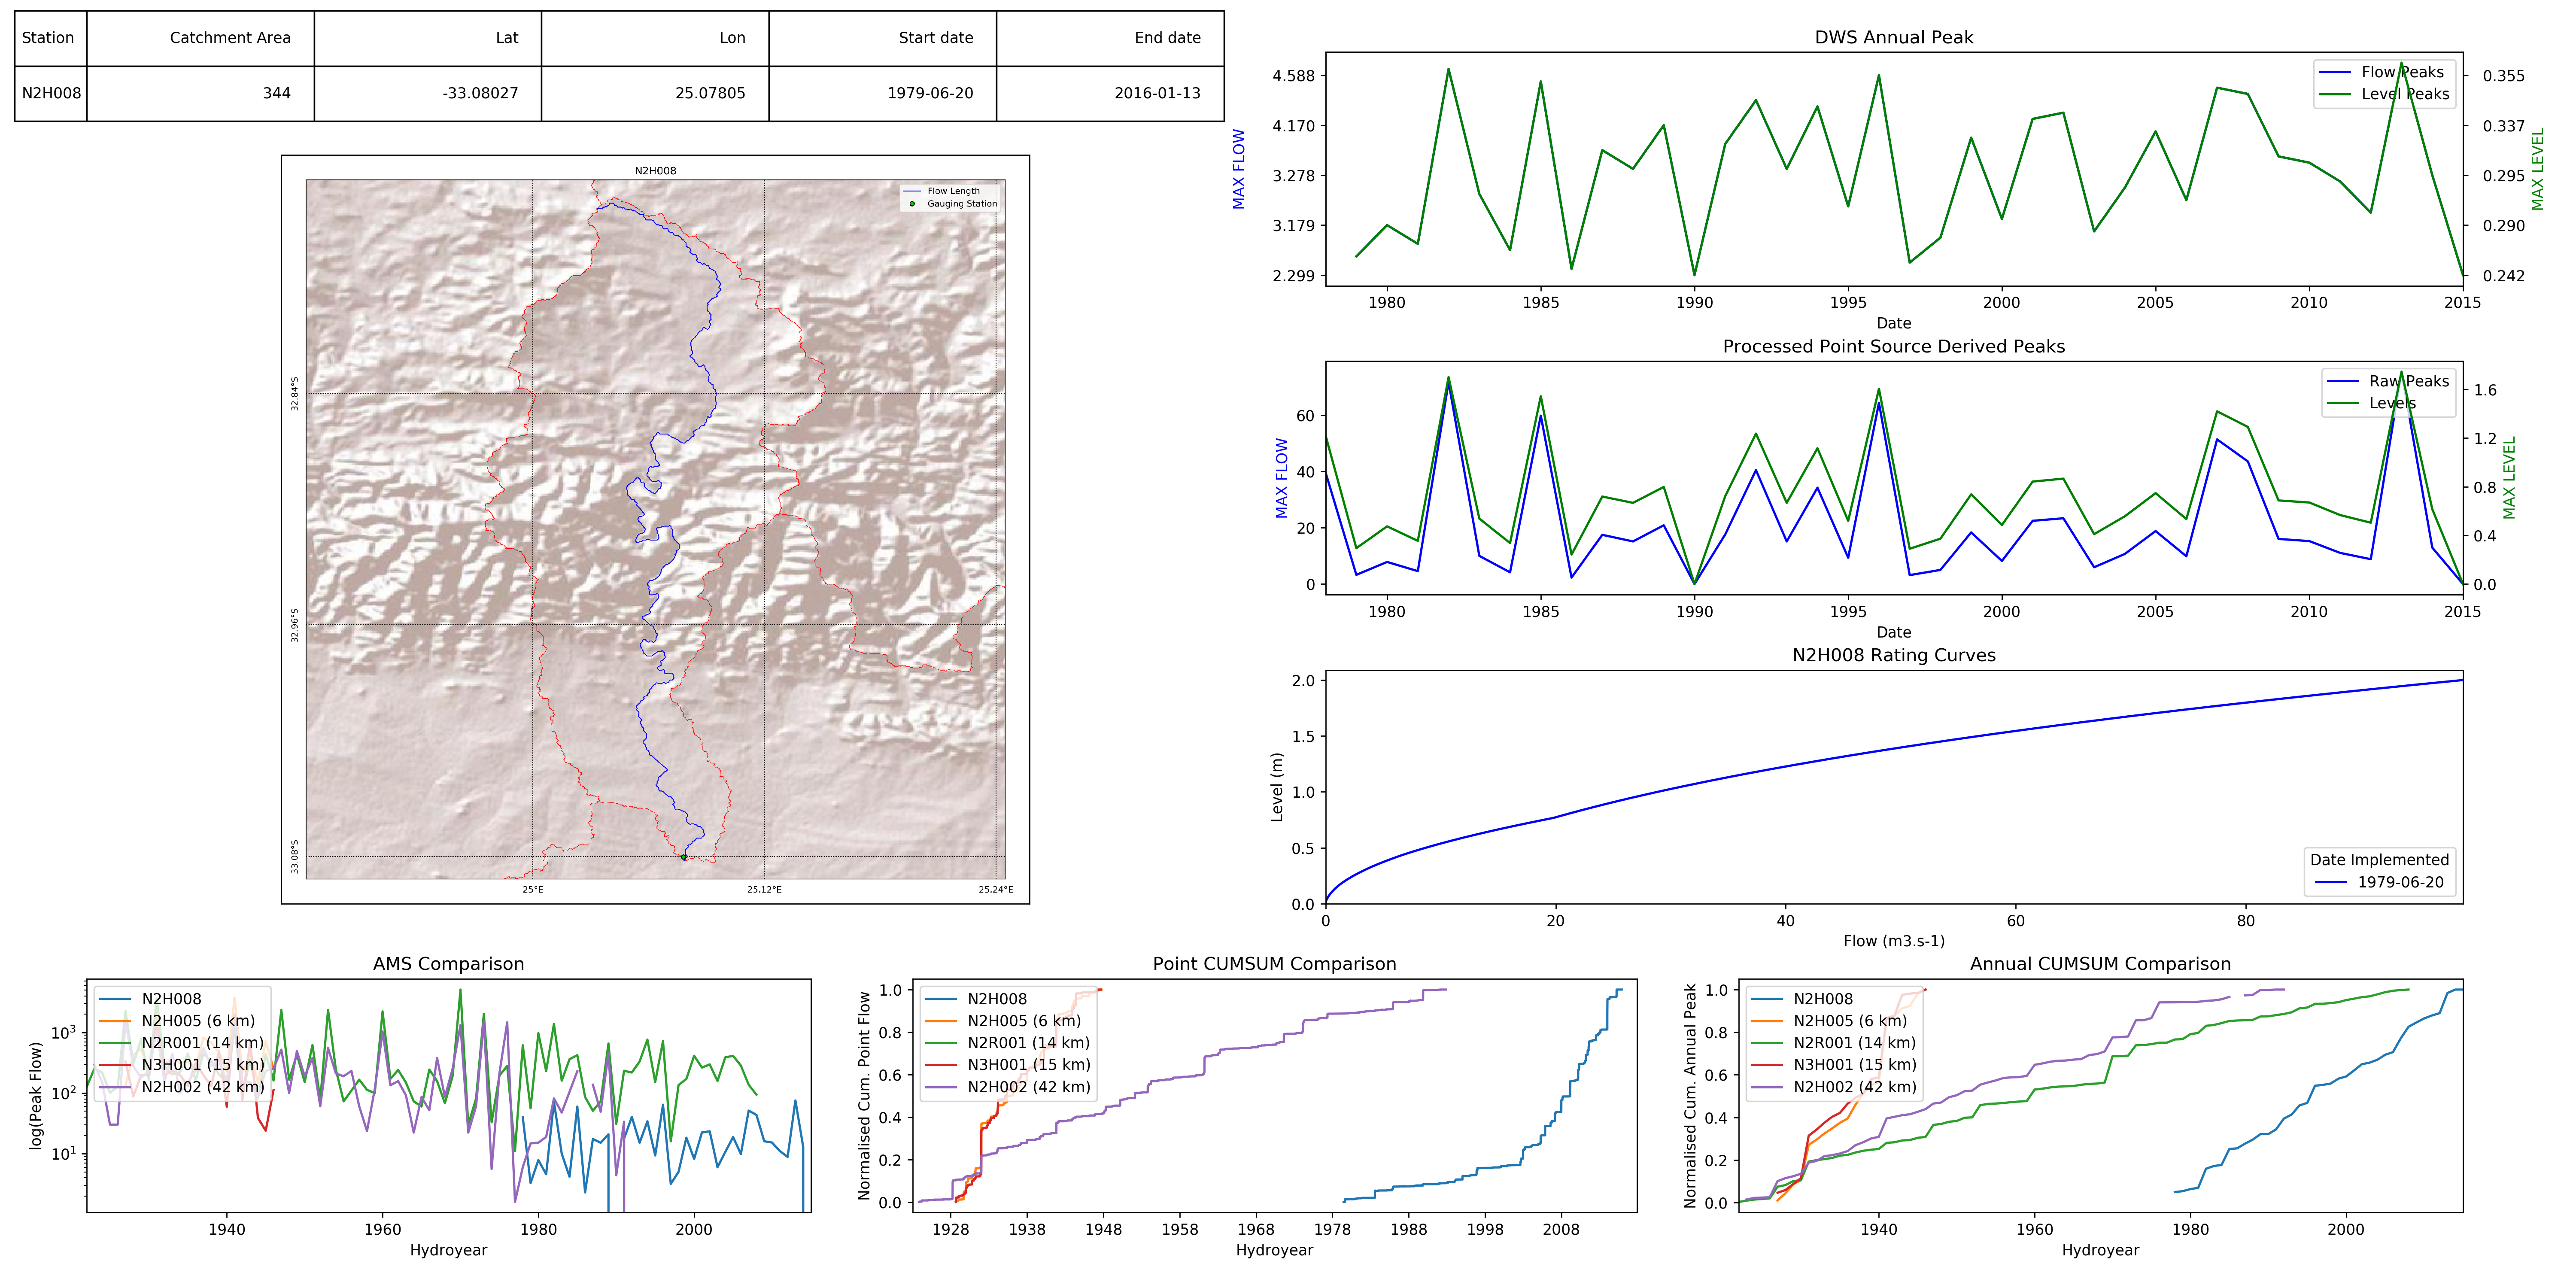 Station Catchment Area Lat Lon Start date End date
N2H008 344 -33.08027 25.07805 1979-06-20 2016-01-13
N2H008
Flow Length
Gauging Station
32.84°S
32.96°S
33.08°S
25°E 25.12°E 25.24°E
DWS Annual Peak
Flow Peaks
Level Peaks
MAX FLOW
4.588
4.170
3.278
3.179
2.299
MAX LEVEL
0.355
0.337
0.295
0.290
0.242
1980 1985 1990 1995 2000 2005 2010 2015
Date
Processed Point Source Derived Peaks
Raw Peaks
Levels
MAX FLOW
60
40
20
0
MAX LEVEL
1.6
1.2
0.8
0.4
0.0
1980 1985 1990 1995 2000 2005 2010 2015
Date
N2H008 Rating Curves
Level (m)
2.0
1.5
1.0
0.5
0.0
Date Implemented
1979-06-20
0 20 40 60 80
Flow (m3.s-1)
AMS Comparison
N2H008
N2H005 (6 km)
N2R001 (14 km)
N3H001 (15 km)
N2H002 (42 km)
log(Peak Flow)
10³
10²
10¹
1940 1960 1980 2000
Hydroyear
Point CUMSUM Comparison
N2H008
N2H005 (6 km)
N2R001 (14 km)
N3H001 (15 km)
N2H002 (42 km)
Normalised Cum. Point Flow
1.0
0.8
0.6
0.4
0.2
0.0
1928 1938 1948 1958 1968 1978 1988 1998 2008
Hydroyear
Annual CUMSUM Comparison
N2H008
N2H005 (6 km)
N2R001 (14 km)
N3H001 (15 km)
N2H002 (42 km)
Normalised Cum. Annual Peak
1.0
0.8
0.6
0.4
0.2
0.0
1940 1960 1980 2000
Hydroyear